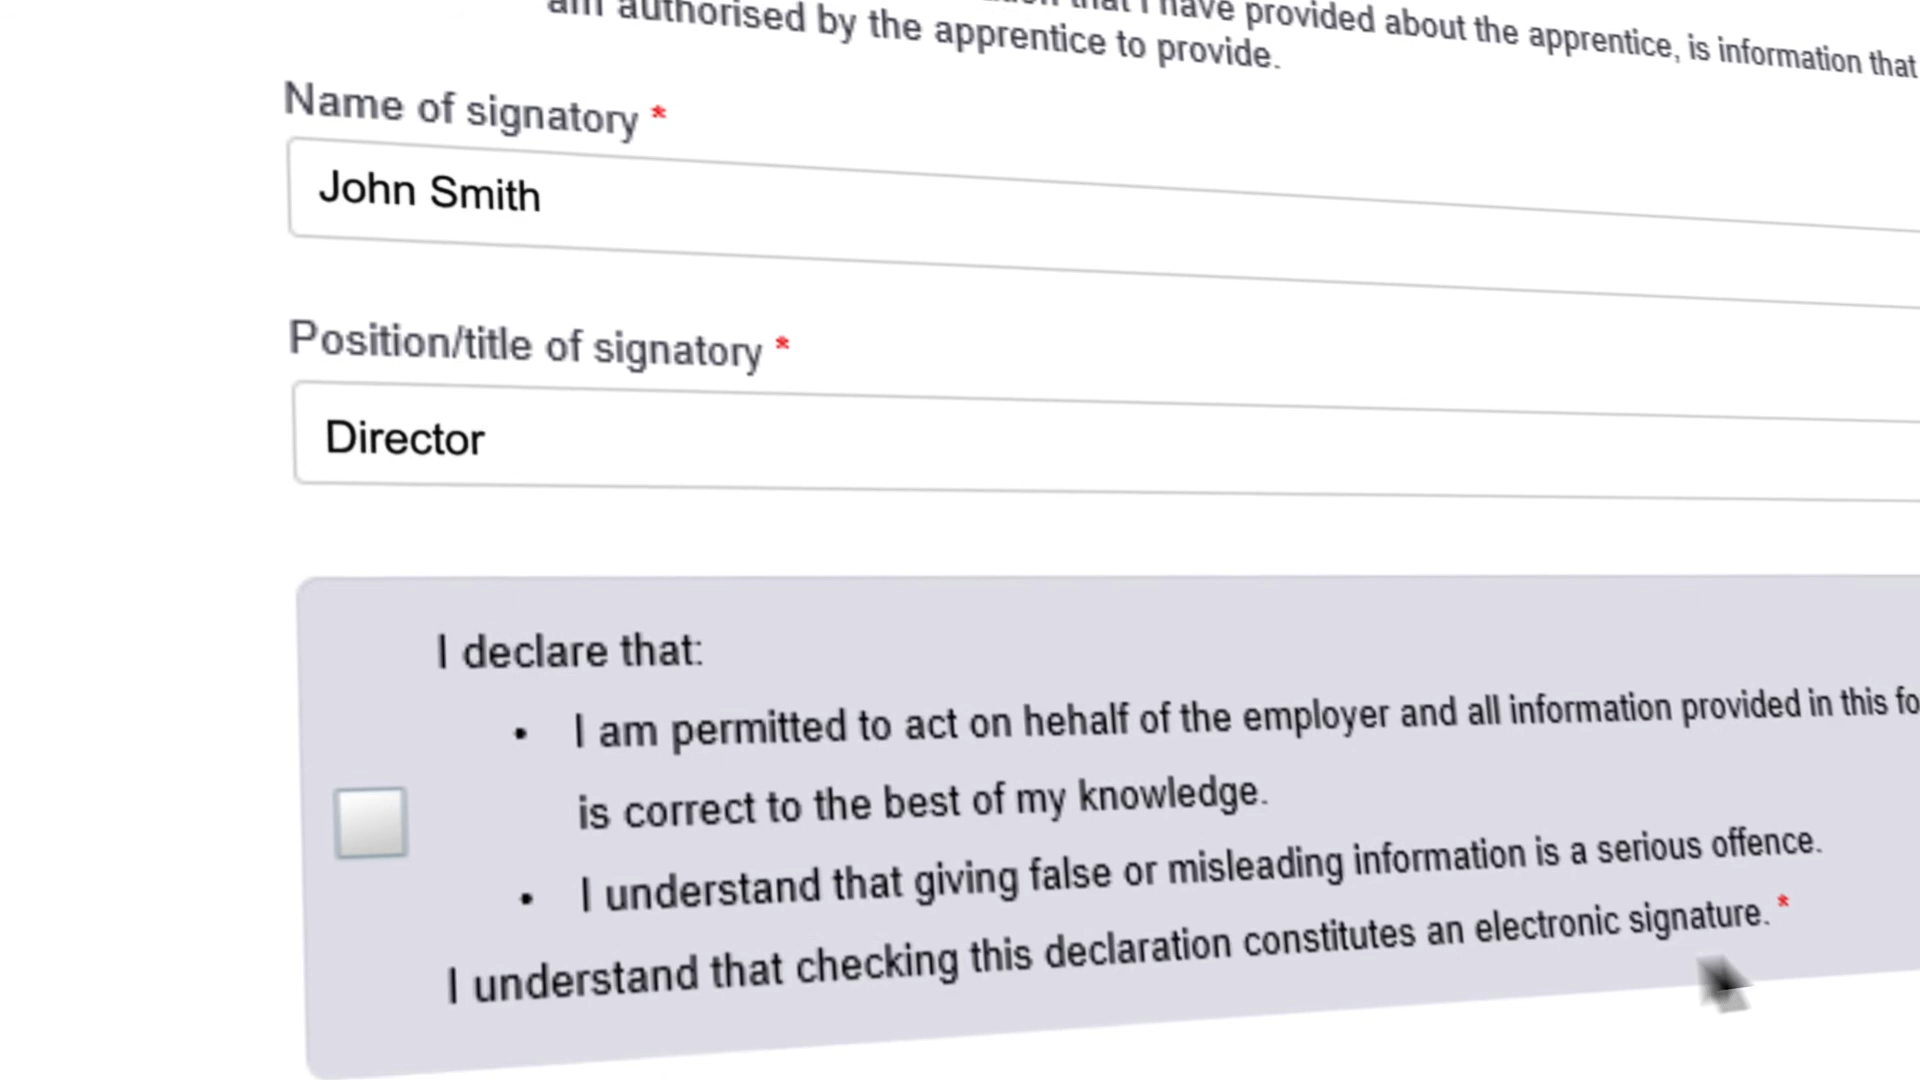 that I have provided about the apprentice, is information that
am authorised by the apprentice to provide.
Name of signatory *
John Smith
Position/title of signatory *
Director
I declare that:
• I am permitted to act on hehalf of the employer and all information provided in this fo
is correct to the best of my knowledge.
• I understand that giving false or misleading information is a serious offence.
I understand that checking this declaration constitutes an electronic signature. *